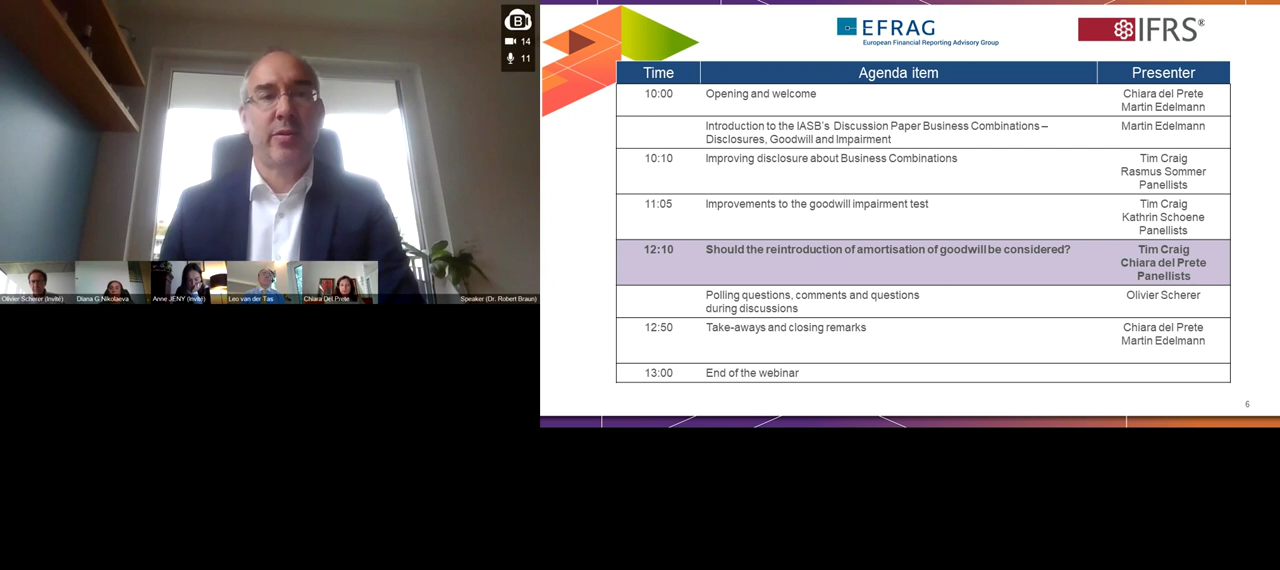 B
14
11
Olivier Scherer (Invité)
Diana G.Nikolaeva
Anne JENY (Invité)
Leo van der Tas
Chiara Del Prete
Speaker (Dr. Robert Braun)
EFRAG
European Financial Reporting Advisory Group
IFRS®
Time Agenda item Presenter
10:00 Opening and welcome Chiara del Prete
Martin Edelmann
Introduction to the IASB's Discussion Paper Business Combinations – Martin Edelmann
Disclosures, Goodwill and Impairment
10:10 Improving disclosure about Business Combinations Tim Craig
Rasmus Sommer
Panellists
11:05 Improvements to the goodwill impairment test Tim Craig
Kathrin Schoene
Panellists
12:10 Should the reintroduction of amortisation of goodwill be considered? Tim Craig
Chiara del Prete
Panellists
Polling questions, comments and questions Olivier Scherer
during discussions
12:50 Take-aways and closing remarks Chiara del Prete
Martin Edelmann
13:00 End of the webinar
6